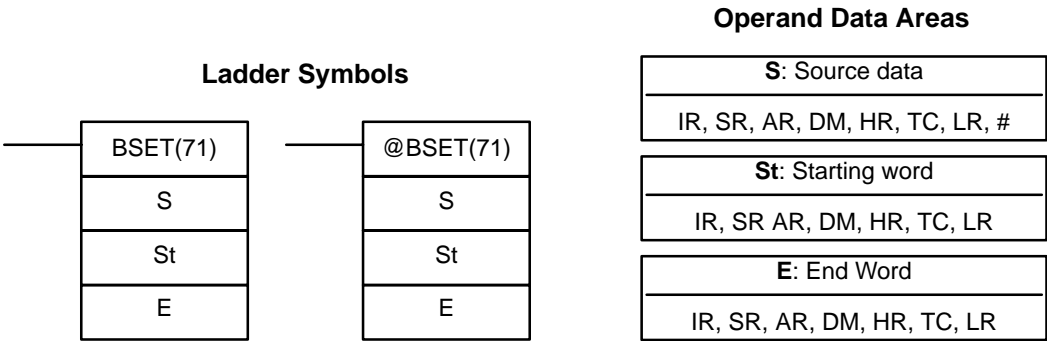 Ladder Symbols
BSET(71)
S
St
E
@BSET(71)
S
St
E
Operand Data Areas
S: Source data
IR, SR, AR, DM, HR, TC, LR, #
St: Starting word
IR, SR AR, DM, HR, TC, LR
E: End Word
IR, SR, AR, DM, HR, TC, LR